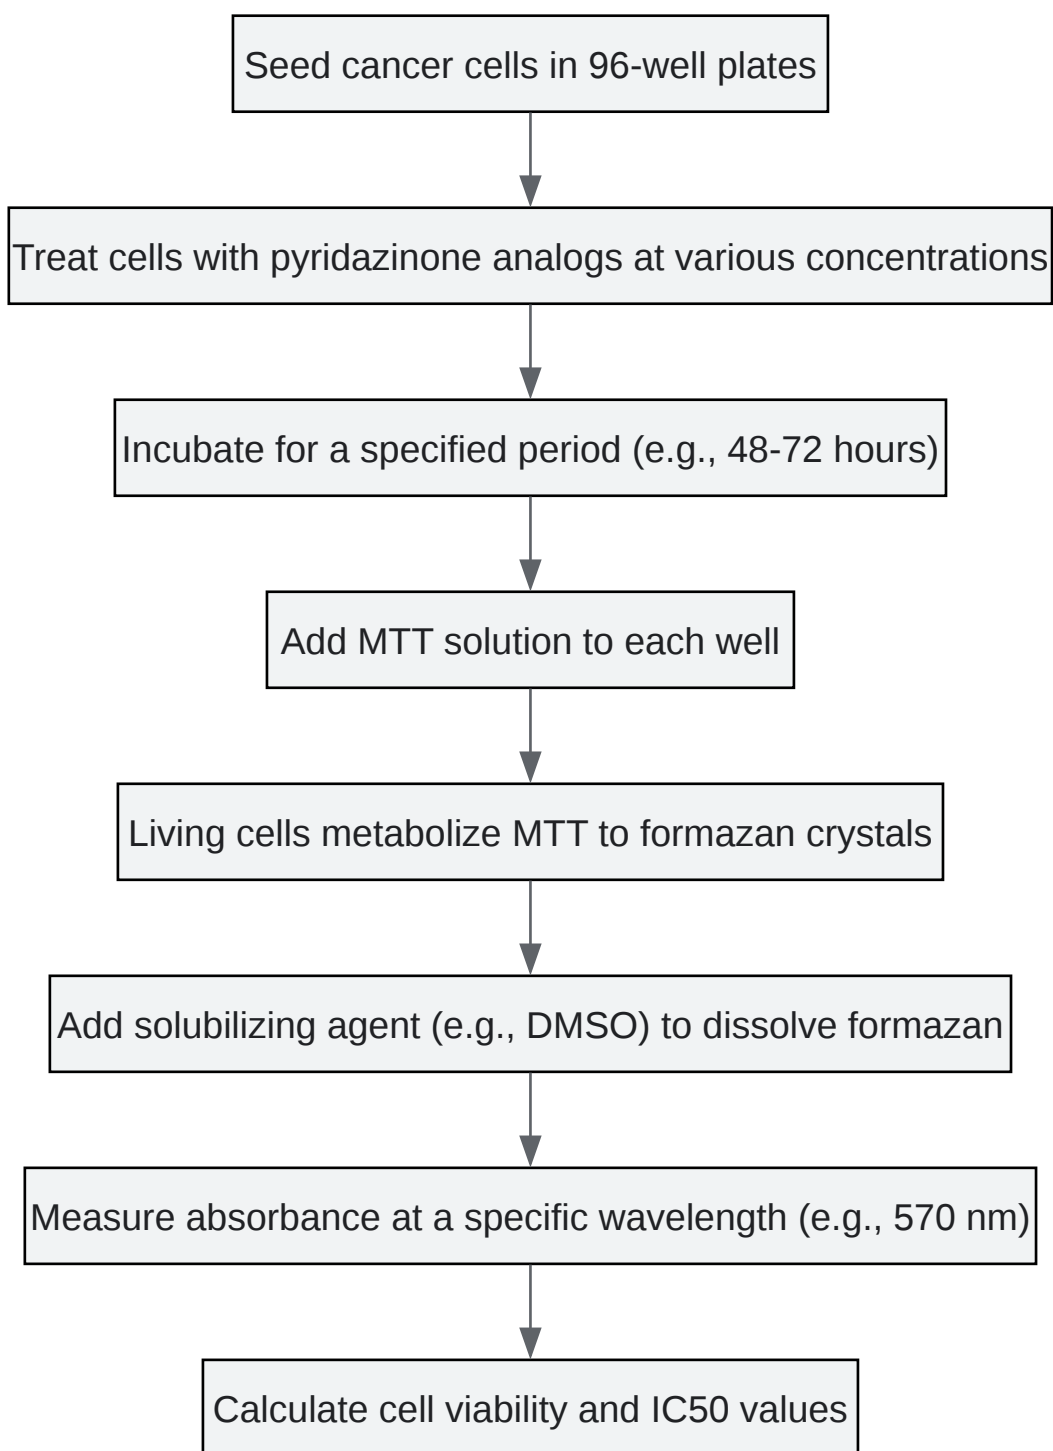 Seed cancer cells in 96-well plates
Treat cells with pyridazinone analogs at various concentrations
Incubate for a specified period (e.g., 48-72 hours)
Add MTT solution to each well
Living cells metabolize MTT to formazan crystals
Add solubilizing agent (e.g., DMSO) to dissolve formazan
Measure absorbance at a specific wavelength (e.g., 570 nm)
Calculate cell viability and IC50 values